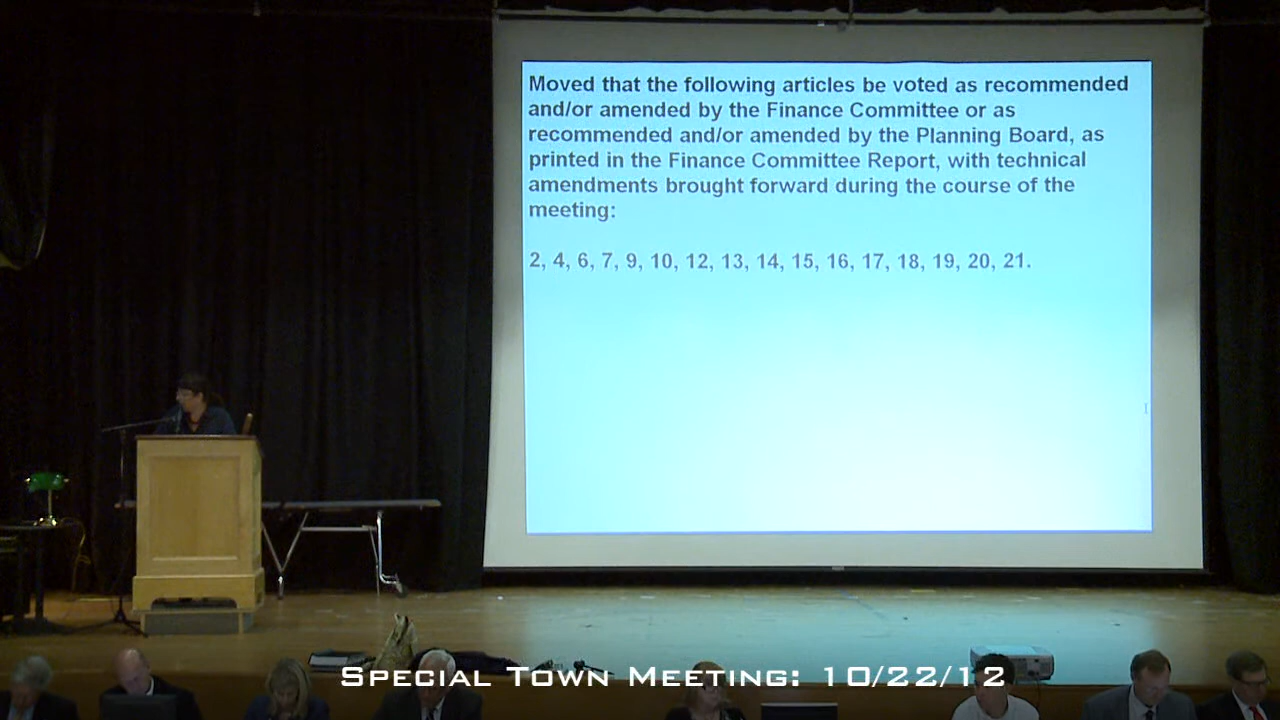 Moved that the following articles be voted as recommended
and/or amended by the Finance Committee or as
recommended and/or amended by the Planning Board, as
printed in the Finance Committee Report, with technical
amendments brought forward during the course of the
meeting:
2, 4, 6, 7, 9, 10, 12, 13, 14, 15, 16, 17, 18, 19, 20, 21.
Special Town Meeting: 10/22/12